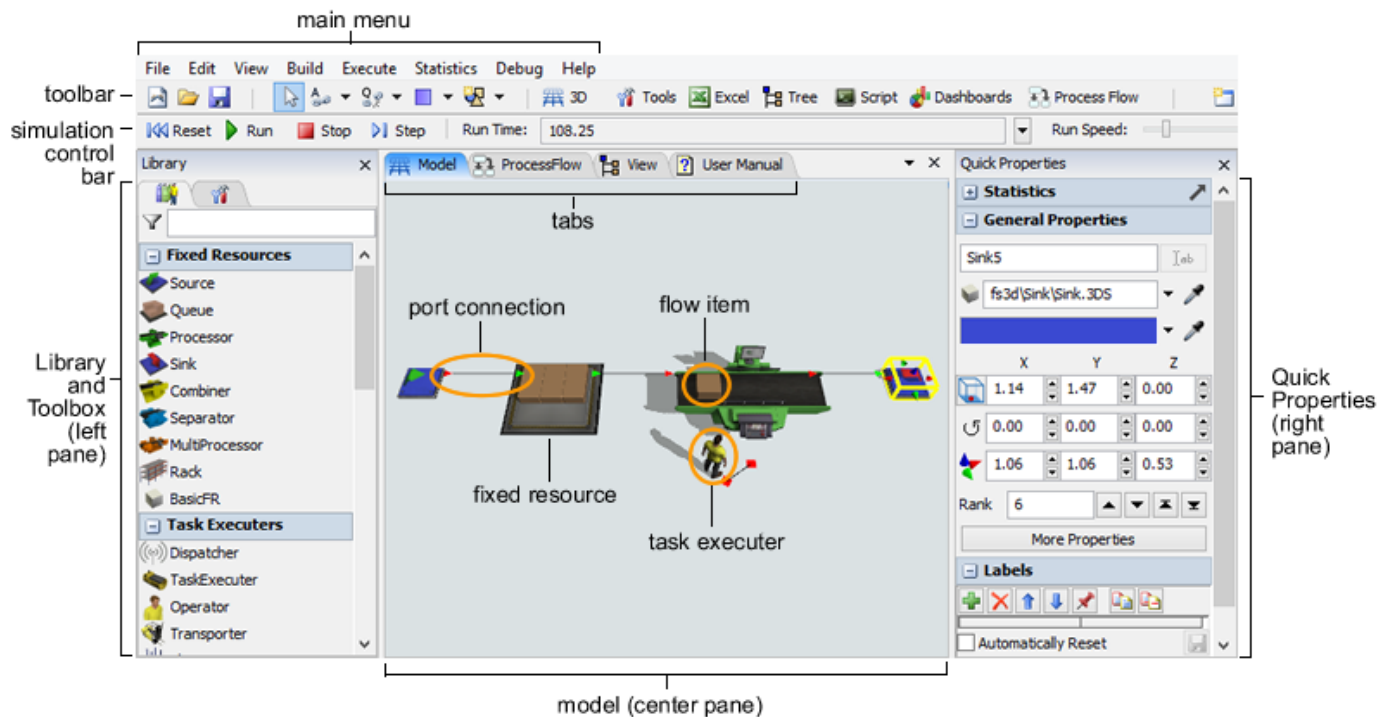 main menu
File Edit View Build Execute Statistics Debug Help
toolbar
3D Tools Excel Tree Script Dashboards Process Flow
simulation
control
bar
Reset Run Stop Step Run Time: 108.25 Run Speed:
Library
Model ProcessFlow View User Manual
Quick Properties
tabs
Library
and
Toolbox
(left
pane)
Fixed Resources
Source
Queue
Processor
Sink
Combiner
Separator
MultiProcessor
Rack
BasicFR
Task Executers
Dispatcher
TaskExecuter
Operator
Transporter
port connection
flow item
fixed resource
task executer
model (center pane)
Statistics
General Properties
Sink5
ab
fs3d\Sink\Sink.3DS
X Y Z
1.14 1.47 0.00
0.00 0.00 0.00
1.06 1.06 0.53
Rank 6
More Properties
Labels
Automatically Reset
Quick
Properties
(right
pane)